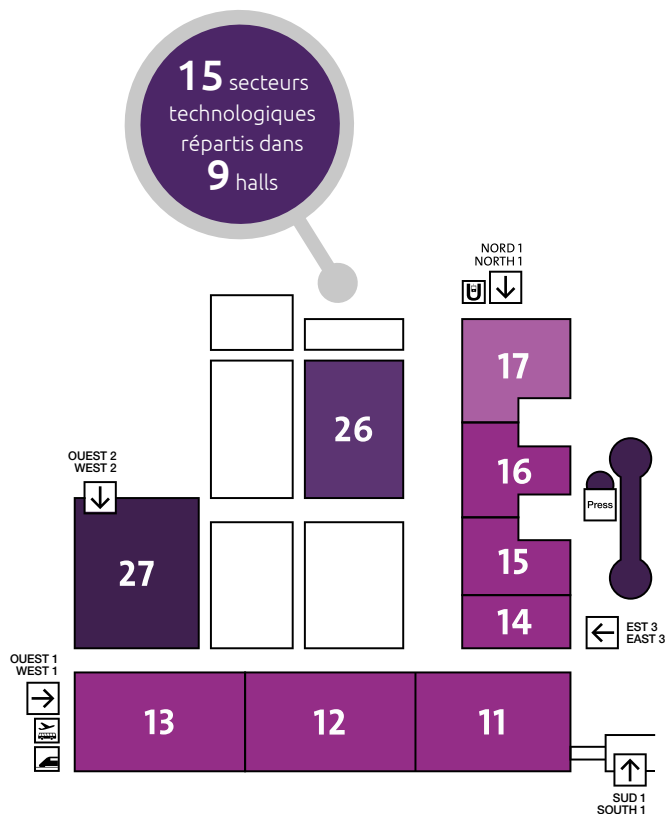 15 secteurs
technologiques
répartis dans
9 halls
NORD 1
NORTH 1
17
26
16
OUEST 2
WEST 2
Press
27
15
14
EST 3
EAST 3
OUEST 1
WEST 1
13
12
11
SUD 1
SOUTH 1